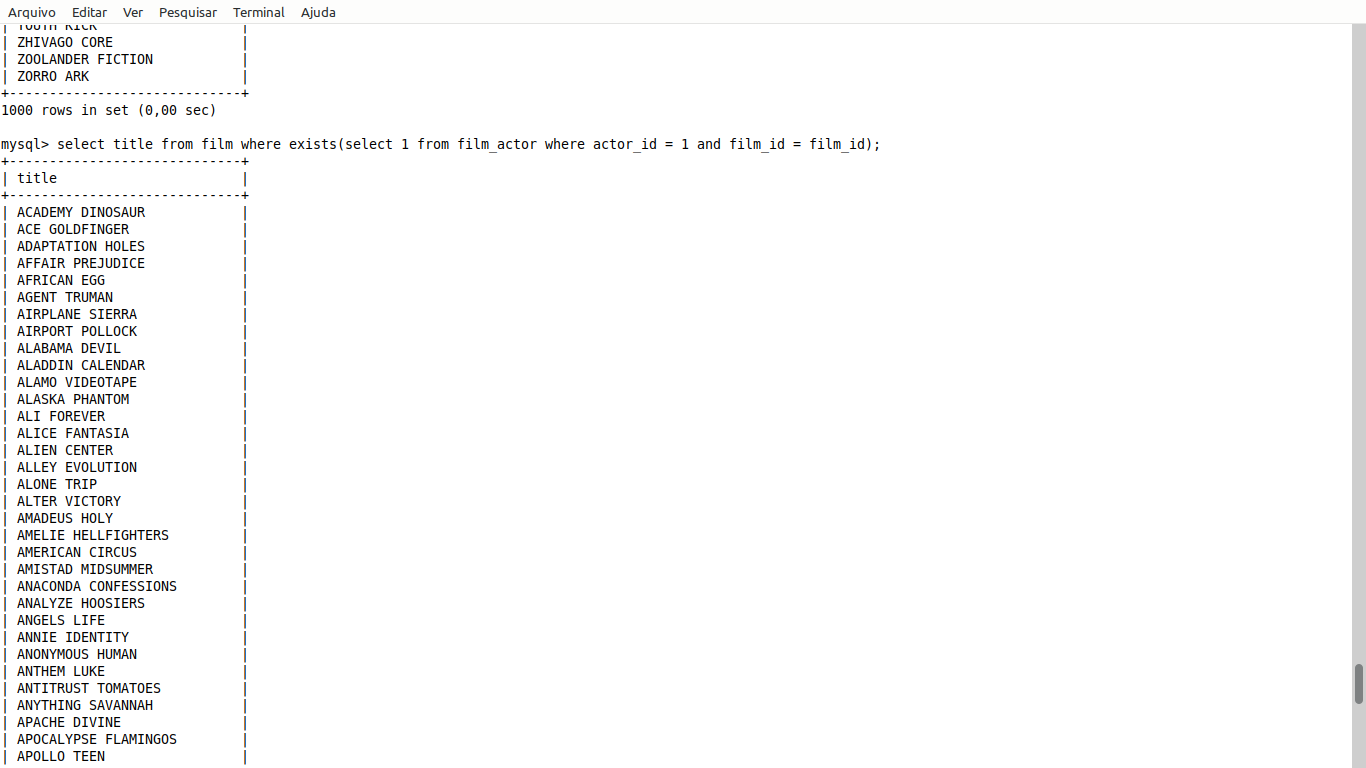 Arquivo Editar Ver Pesquisar Terminal Ajuda
| YOUTH KICK |
| ZHIVAGO CORE |
| ZOOLANDER FICTION |
| ZORRO ARK |
+-----------------------------+
1000 rows in set (0,00 sec)
mysql> select title from film where exists(select 1 from film_actor where actor_id = 1 and film_id = film_id);
+-----------------------------+
| title |
+-----------------------------+
| ACADEMY DINOSAUR |
| ACE GOLDFINGER |
| ADAPTATION HOLES |
| AFFAIR PREJUDICE |
| AFRICAN EGG |
| AGENT TRUMAN |
| AIRPLANE SIERRA |
| AIRPORT POLLOCK |
| ALABAMA DEVIL |
| ALADDIN CALENDAR |
| ALAMO VIDEOTAPE |
| ALASKA PHANTOM |
| ALI FOREVER |
| ALICE FANTASIA |
| ALIEN CENTER |
| ALLEY EVOLUTION |
| ALONE TRIP |
| ALTER VICTORY |
| AMADEUS HOLY |
| AMELIE HELLFIGHTERS |
| AMERICAN CIRCUS |
| AMISTAD MIDSUMMER |
| ANACONDA CONFESSIONS |
| ANALYZE HOOSIERS |
| ANGELS LIFE |
| ANNIE IDENTITY |
| ANONYMOUS HUMAN |
| ANTHEM LUKE |
| ANTITRUST TOMATOES |
| ANYTHING SAVANNAH |
| APACHE DIVINE |
| APOCALYPSE FLAMINGOS |
| APOLLO TEEN |